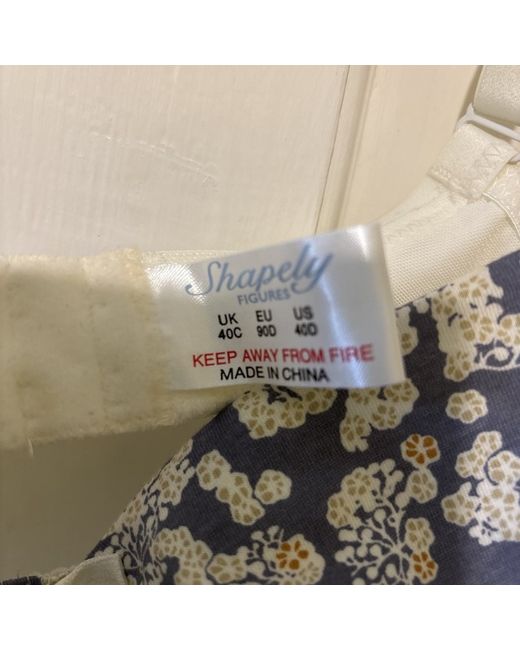 Shapely
FIGURES
UK EU US
40C 90D 40D
KEEP AWAY FROM FIRE
MADE IN CHINA